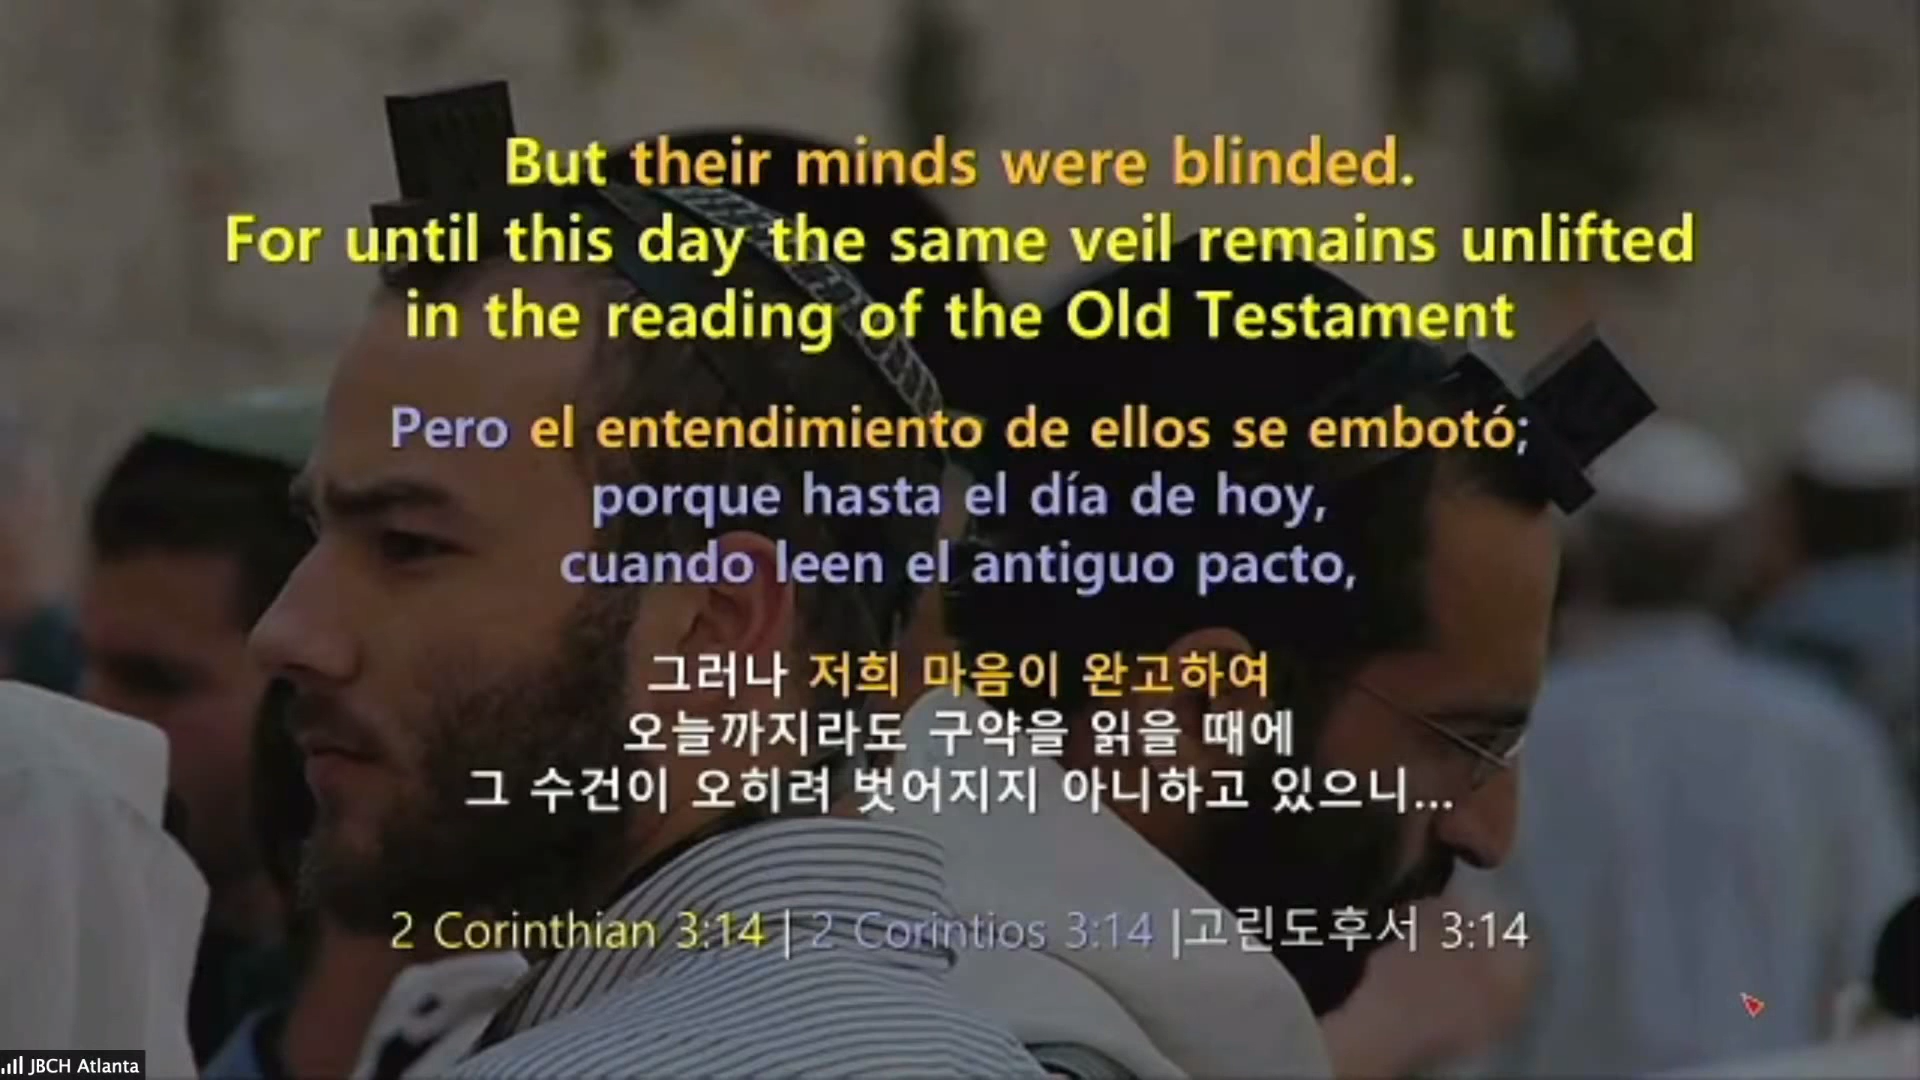 But their minds were blinded.
For until this day the same veil remains unlifted
in the reading of the Old Testament
Pero el entendimiento de ellos se embotó;
porque hasta el día de hoy,
cuando leen el antiguo pacto,
그러나 저희 마음이 완고하여
오늘까지라도 구약을 읽을 때에
그 수건이 오히려 벗어지지 아니하고 있으니...
2 Corinthian 3:14 | 2 Corintios 3:14 |고린도후서 3:14
JBCH Atlanta